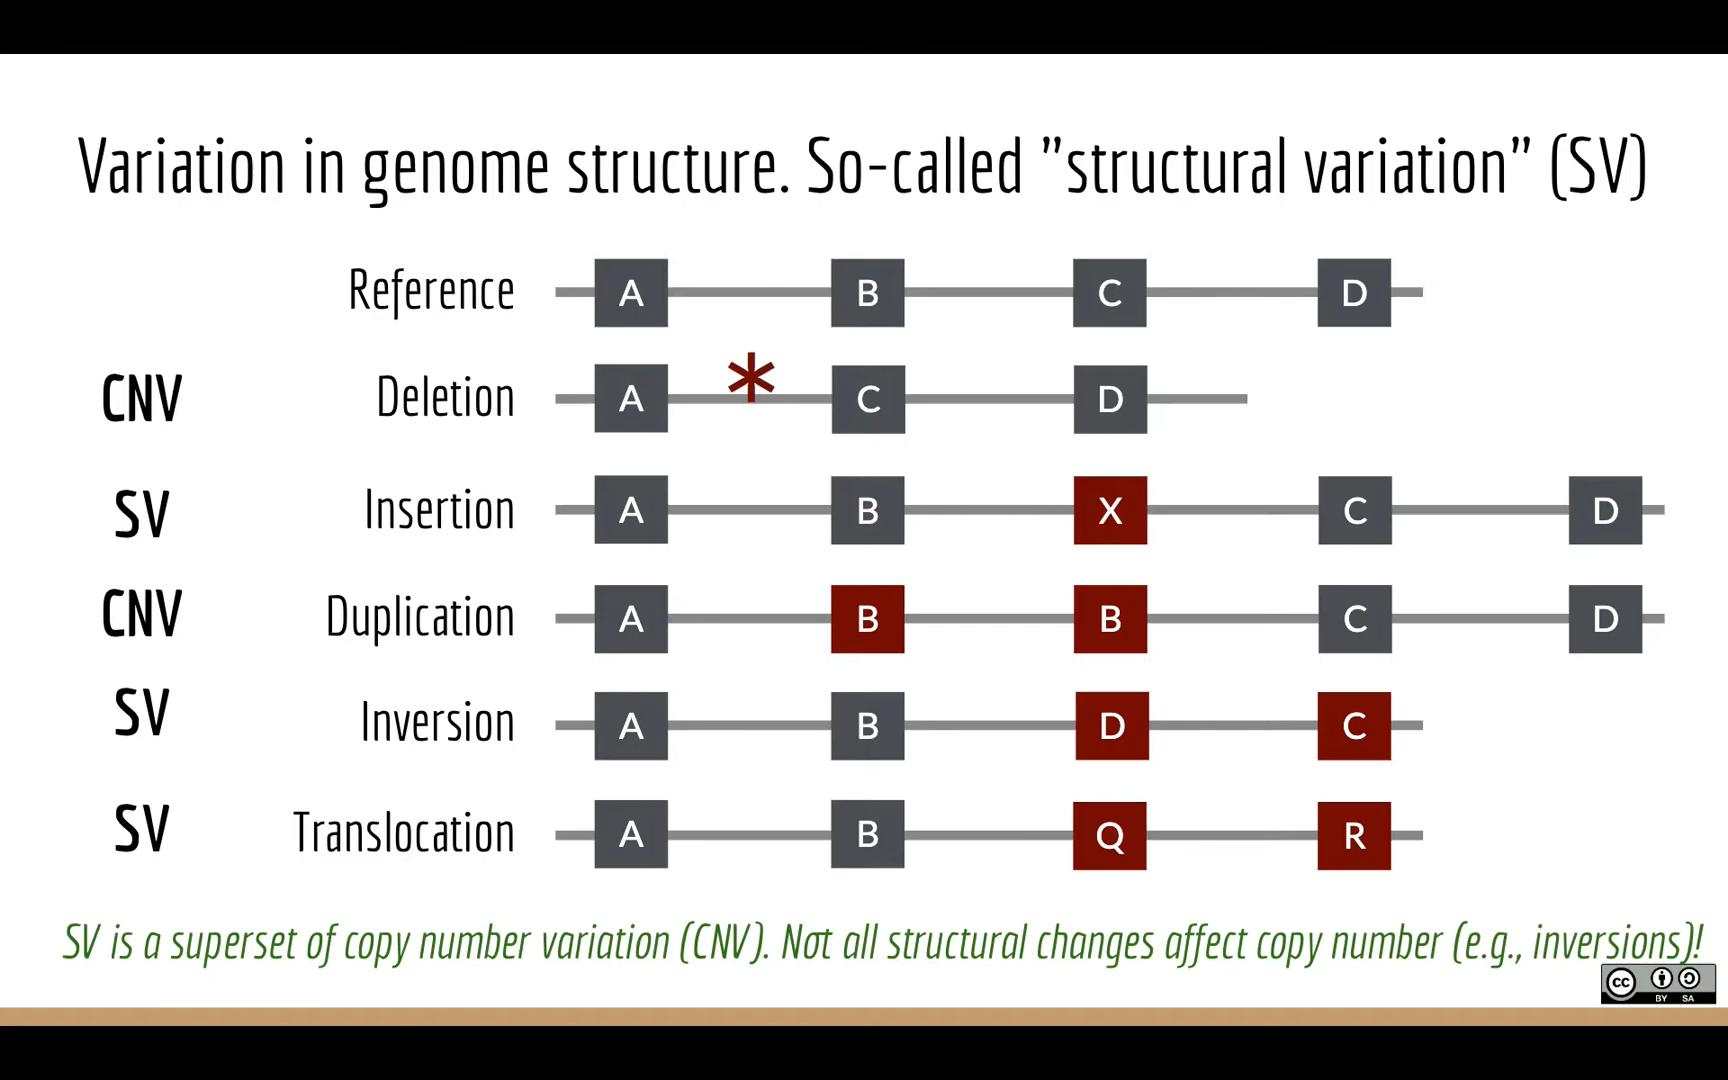 Variation in genome structure. So-called ”structural variation” (SV)
Reference A B C D
CNV Deletion A * C D
SV Insertion A B X C D
CNV Duplication A B B C D
SV Inversion A B D C
SV Translocation A B Q R
SV is a superset of copy number variation (CNV). Not all structural changes affect copy number (e.g., inversions)!
cc BY SA